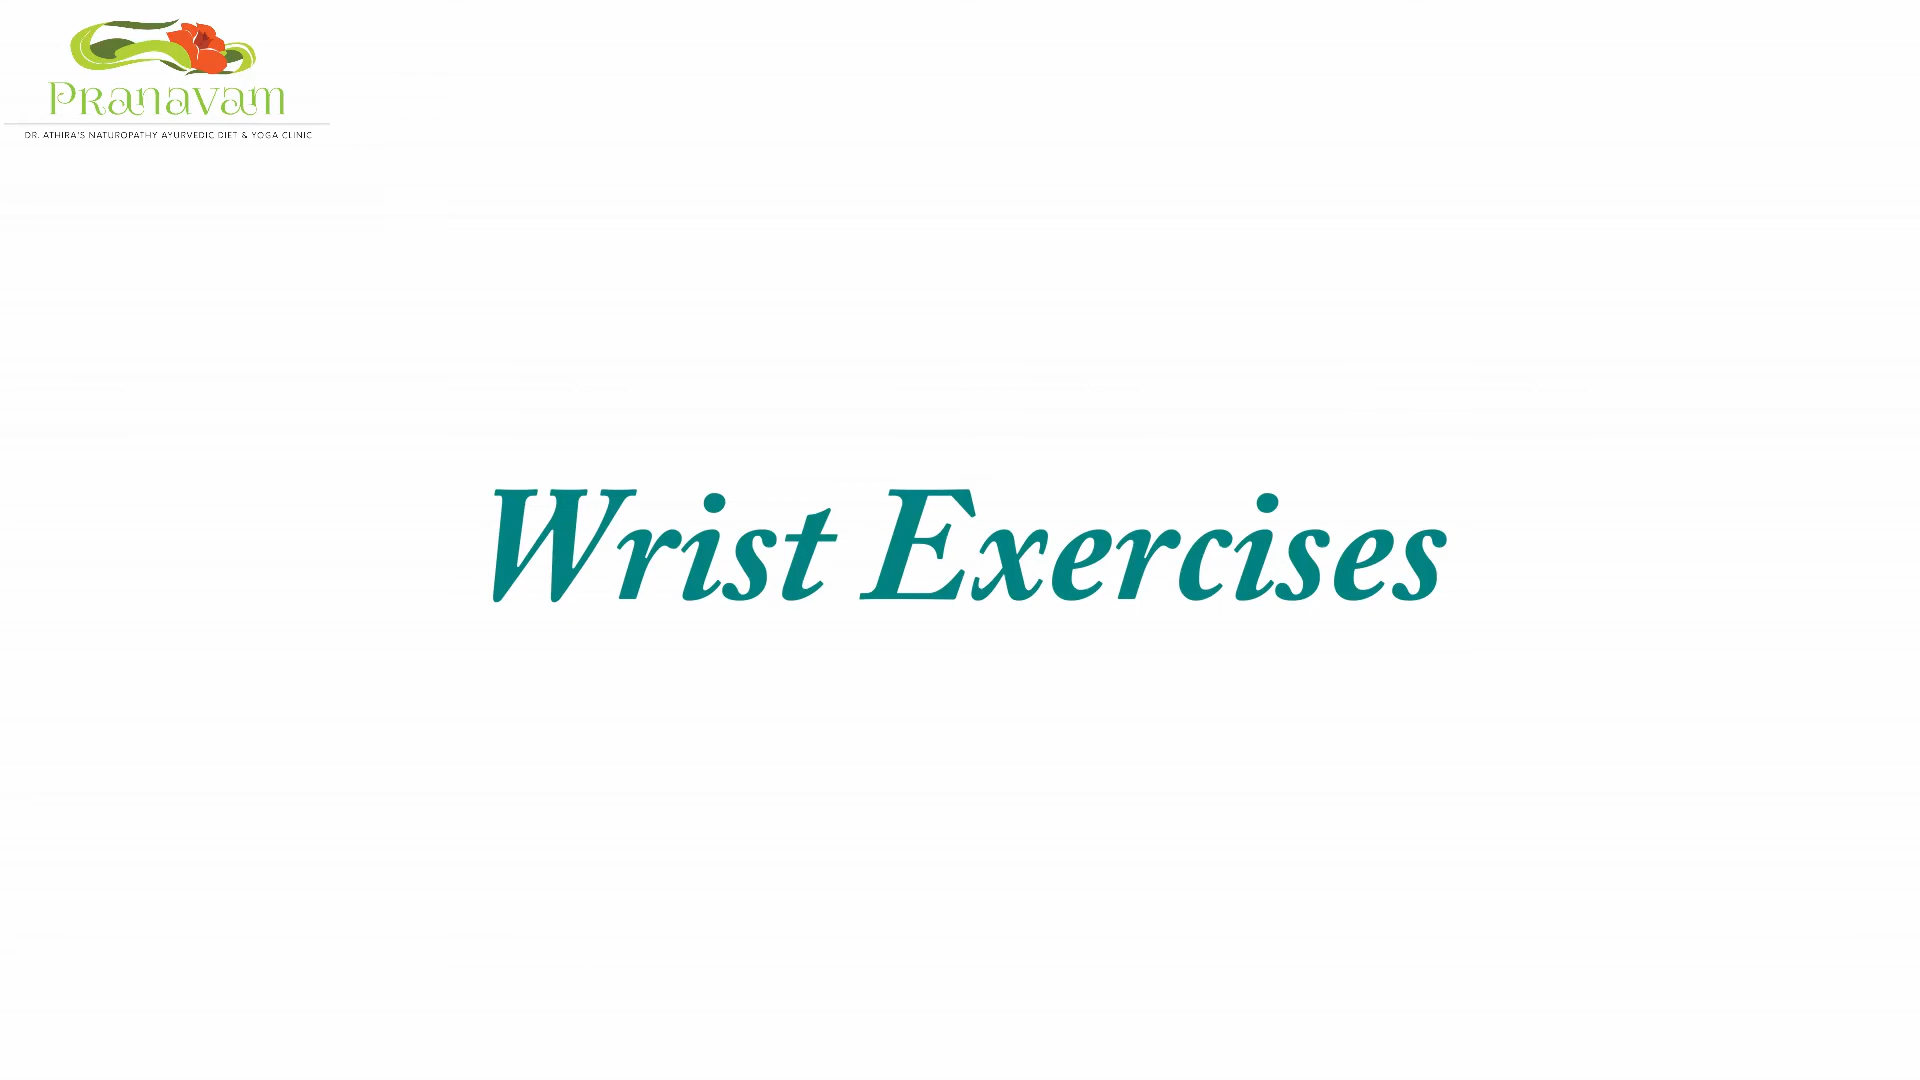 Pranavam
DR. ATHIRA'S NATUROPATHY AYURVEDIC DIET & YOGA CLINIC
Wrist Exercises